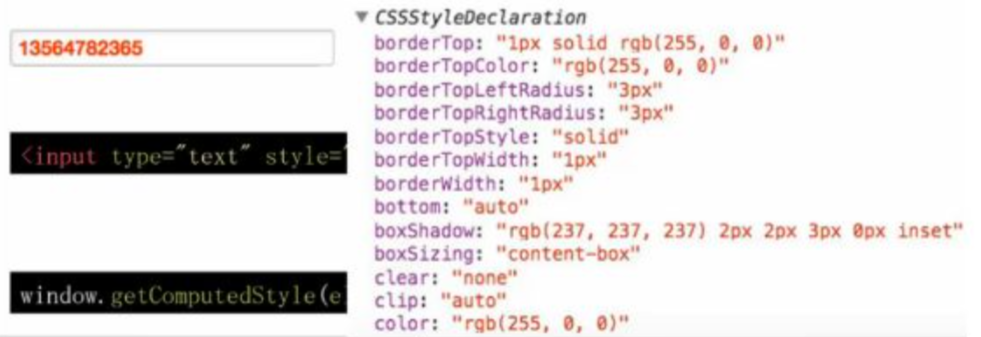 13564782365
<input type="text" style="
window.getComputedStyle(e
▼ CSSStyleDeclaration
borderTop: "1px solid rgb(255, 0, 0)"
borderTopColor: "rgb(255, 0, 0)"
borderTopLeftRadius: "3px"
borderTopRightRadius: "3px"
borderTopStyle: "solid"
borderTopWidth: "1px"
borderWidth: "1px"
bottom: "auto"
boxShadow: "rgb(237, 237, 237) 2px 2px 3px 0px inset"
boxSizing: "content-box"
clear: "none"
clip: "auto"
color: "rgb(255, 0, 0)"